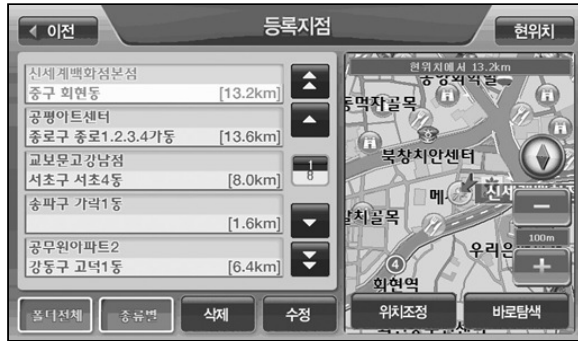 이전
등록지점
현위치
신세계백화점본점
중구 회현동 [13.2km]
공평아트센터
종로구 종로1.2.3.4가동 [13.6km]
교보문고강남점
서초구 서초4동 [8.0km]
송파구 가락1동
[1.6km]
공무원아파트2
강동구 고덕1동 [6.4km]
1
8
폴더전체
종류별
삭제
수정
현위치에서 13.2km
북창치안센터
100m
4
회현역
위치조정
바로탐색